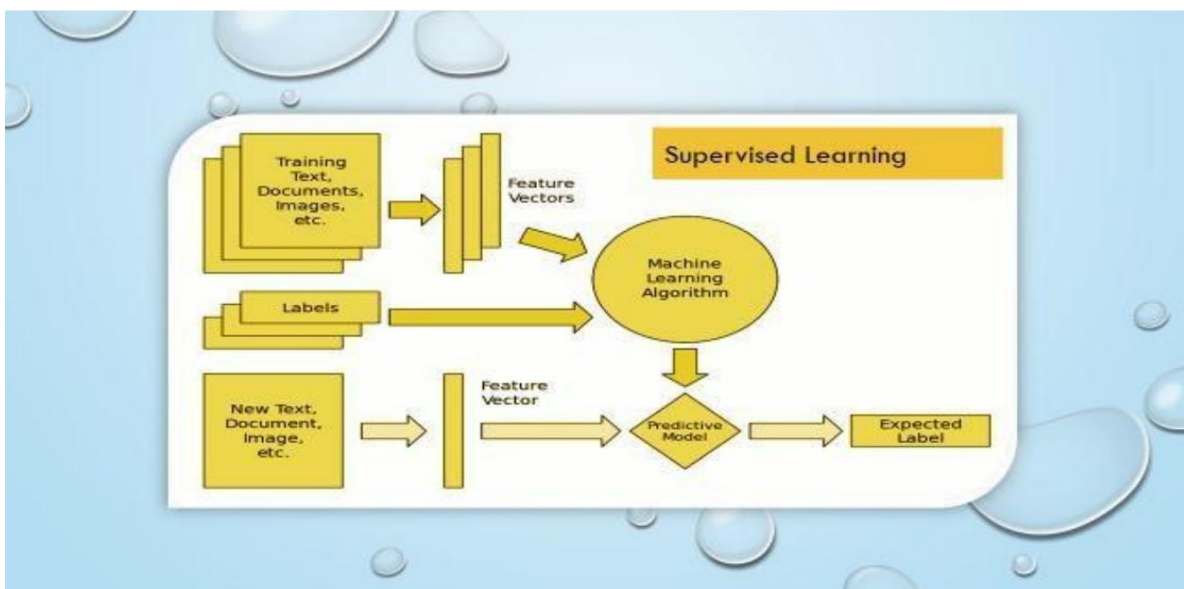 Supervised Learning
Training
Text,
Documents,
Images,
etc.
Feature
Vectors
Machine
Learning
Algorithm
Labels
New Text,
Document,
Image,
etc.
Feature
Vector
Predictive
Model
Expected
Label